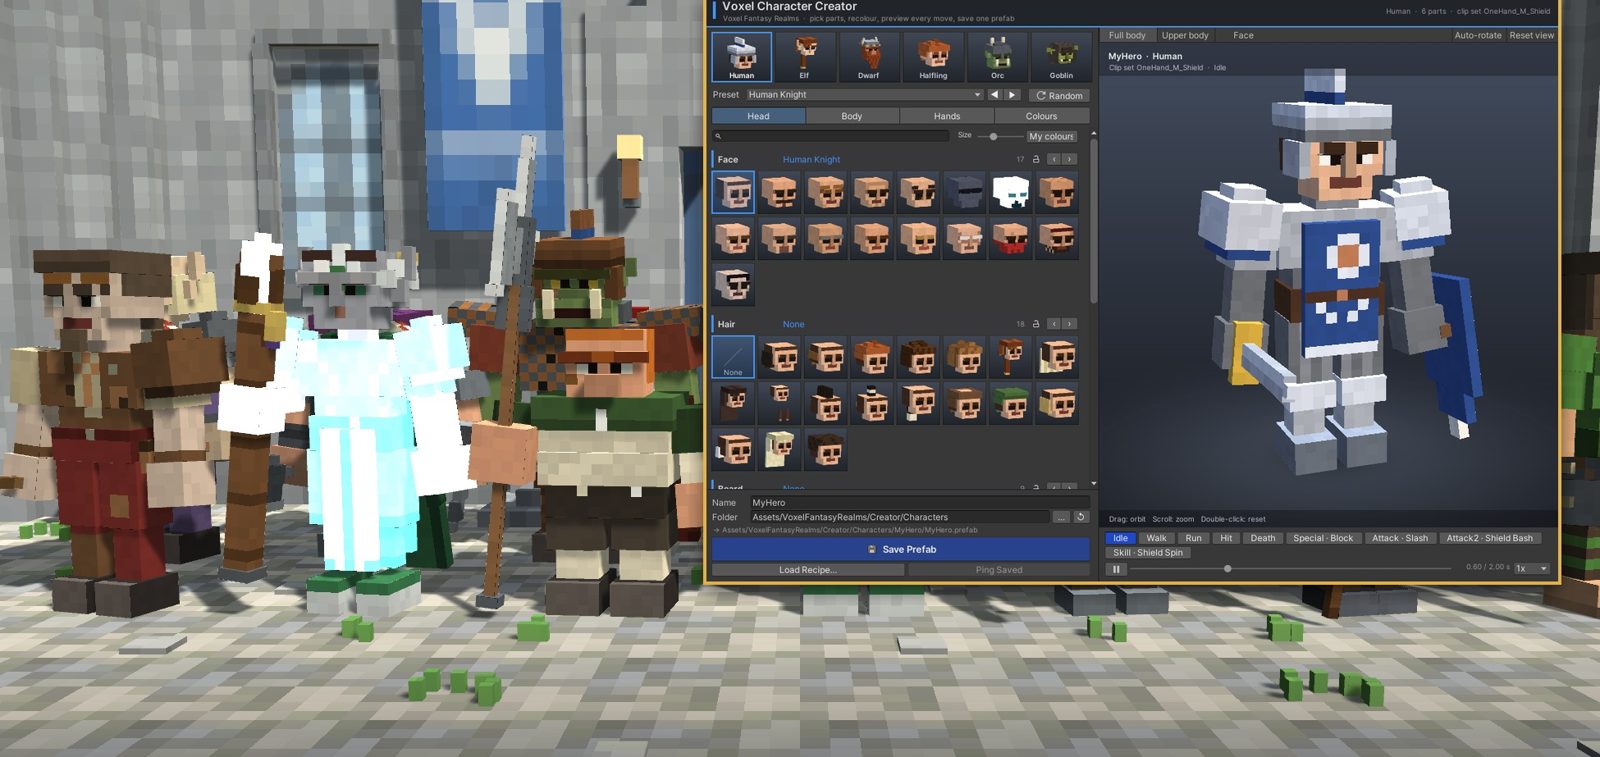 Voxel Character Creator
Voxel Fantasy Realms · pick parts, recolour, preview every move, save one prefab
Human · 6 parts · clip set OneHand_M_Shield
Human
Elf
Dwarf
Halfling
Orc
Goblin
Preset
Human Knight
Random
Head
Body
Hands
Colours
Size
My colours
Face
Human Knight
17
Hair
None
18
None
Beard
None
9
Name
MyHero
Folder
Assets/VoxelFantasyRealms/Creator/Characters
...
→ Assets/VoxelFantasyRealms/Creator/Characters/MyHero/MyHero.prefab
Save Prefab
Load Recipe...
Ping Saved
Full body
Upper body
Face
Auto-rotate
Reset view
MyHero · Human
Clip set OneHand_M_Shield · Idle
Drag: orbit Scroll: zoom Double-click: reset
Idle
Walk
Run
Hit
Death
Special · Block
Attack · Slash
Attack2 · Shield Bash
Skill · Shield Spin
0.60 / 2.00 s
1x